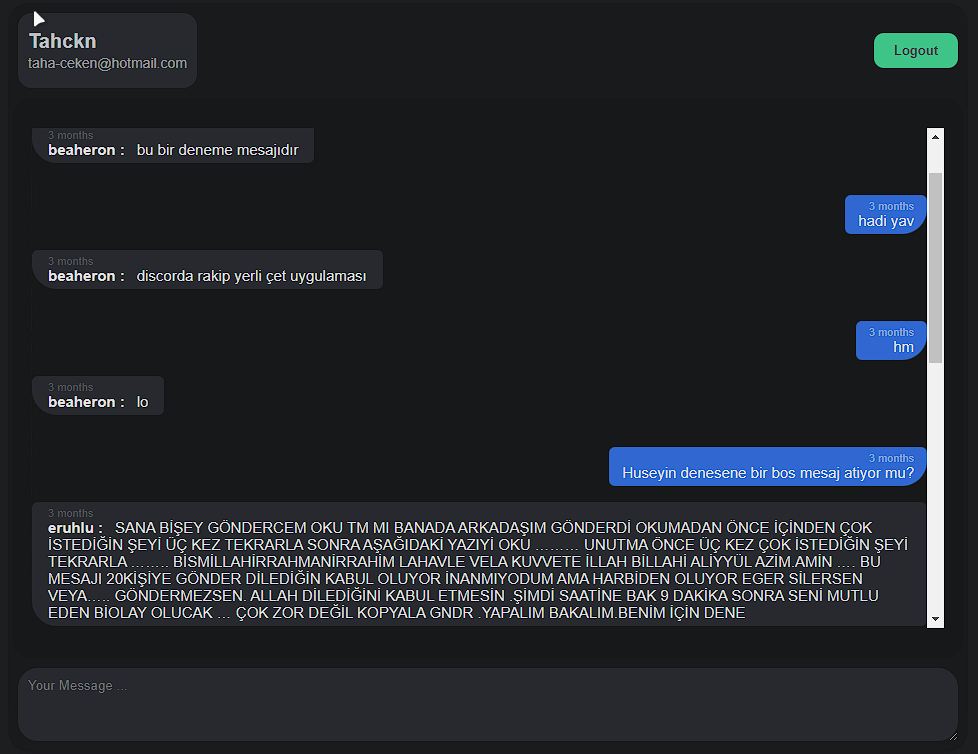 Tahckn
taha-ceken@hotmail.com
Logout
3 months
beaheron : bu bir deneme mesajıdır
3 months
hadi yav
3 months
beaheron : discorda rakip yerli çet uygulaması
3 months
hm
3 months
beaheron : lo
3 months
Huseyin denesene bir bos mesaj atiyor mu?
3 months
eruhlu : SANA BİŞEY GÖNDERCEM OKU TM MI BANADA ARKADAŞIM GÖNDERDİ OKUMADAN ÖNCE İÇİNDEN ÇOK
İSTEDİĞİN ŞEYİ ÜÇ KEZ TEKRARLA SONRA AŞAĞIDAKİ YAZIYİ OKU ……… UNUTMA ÖNCE ÜÇ KEZ ÇOK İSTEDİĞİN ŞEYİ
TEKRARLA …….. BİSMİLLAHİRRAHMANİRRAHİM LAHAVLE VELA KUVVETE İLLAH BİLLAHİ ALİYYÜL AZİM.AMİN …. BU
MESAJI 20KİŞİYE GÖNDER DİLEDİĞİN KABUL OLUYOR İNANMIYODUM AMA HARBİDEN OLUYOR EGER SİLERSEN
VEYA….. GÖNDERMEZSEN. ALLAH DİLEDİĞİNİ KABUL ETMESİN .ŞİMDİ SAATİNE BAK 9 DAKİKA SONRA SENİ MUTLU
EDEN BİOLAY OLUCAK … ÇOK ZOR DEĞİL KOPYALA GNDR .YAPALIM BAKALIM.BENİM İÇİN DENE
Your Message ...